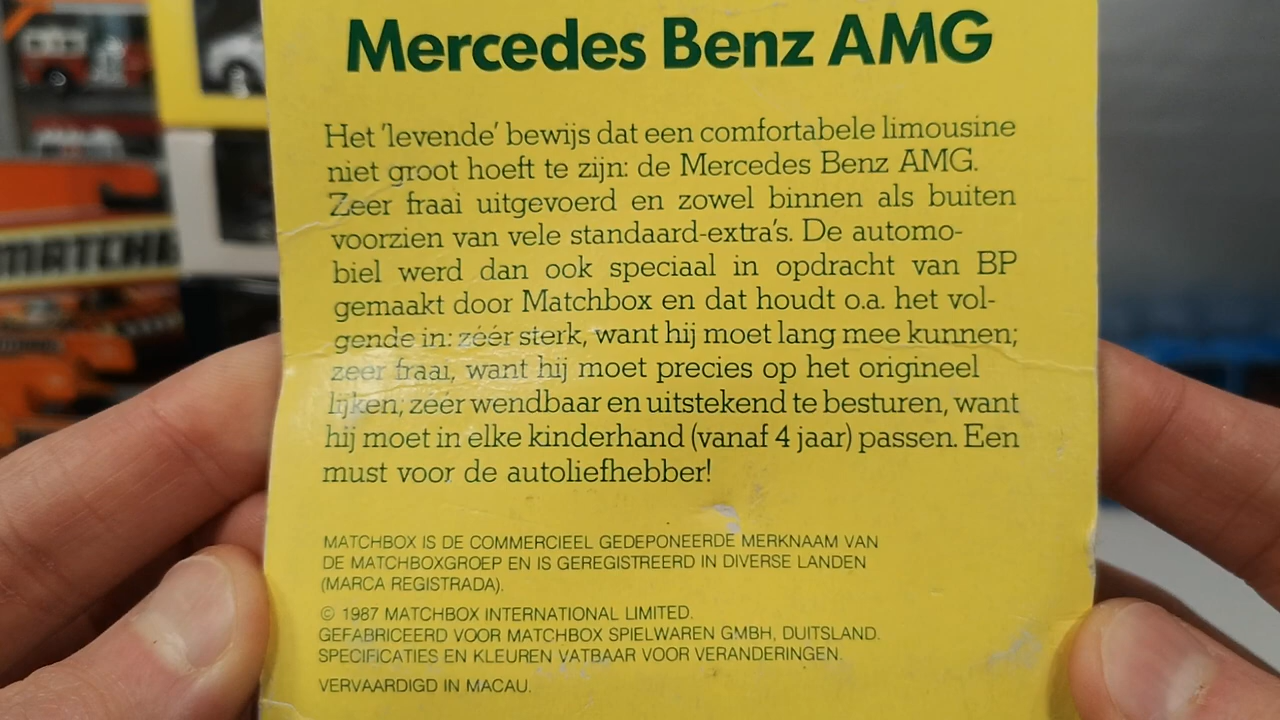 Mercedes Benz AMG
Het 'levende' bewijs dat een comfortabele limousine
niet groot hoeft te zijn: de Mercedes Benz AMG.
Zeer fraai uitgevoerd en zowel binnen als buiten
voorzien van vele standaard-extra's. De automo-
biel werd dan ook speciaal in opdracht van BP
gemaakt door Matchbox en dat houdt o.a. het vol-
gende in: zéér sterk, want hij moet lang mee kunnen;
zeer fraai, want hij moet precies op het origineel
lijken; zéér wendbaar en uitstekend te besturen, want
hij moet in elke kinderhand (vanaf 4 jaar) passen. Een
must voor de autoliefhebber!
MATCHBOX IS DE COMMERCIEEL GEDEPONEERDE MERKNAAM VAN
DE MATCHBOXGROEP EN IS GEREGISTREERD IN DIVERSE LANDEN
(MARCA REGISTRADA).
© 1987 MATCHBOX INTERNATIONAL LIMITED.
GEFABRICEERD VOOR MATCHBOX SPIELWAREN GMBH, DUITSLAND.
SPECIFICATIES EN KLEUREN VATBAAR VOOR VERANDERINGEN.
VERVAARDIGD IN MACAU.